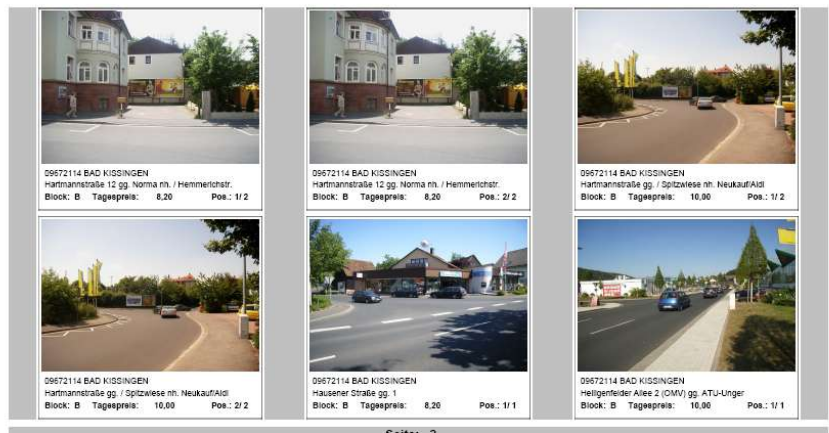 09672114 BAD KISSINGEN
Hartmannstraße 12 gg. Norma nh. / Hemmerichstr.
Block: B Tagespreis: 8,20 Pos.: 1/ 2
09672114 BAD KISSINGEN
Hartmannstraße 12 gg. Norma nh. / Hemmerichstr.
Block: B Tagespreis: 8,20 Pos.: 2/ 2
09672114 BAD KISSINGEN
Hartmannstraße gg. / Spitzwiese nh. Neukauf/Aldi
Block: B Tagespreis: 10,00 Pos.: 1/ 2
09672114 BAD KISSINGEN
Hartmannstraße gg. / Spitzwiese nh. Neukauf/Aldi
Block: B Tagespreis: 10,00 Pos.: 2/ 2
09672114 BAD KISSINGEN
Hausener Straße gg. 1
Block: B Tagespreis: 8,20 Pos.: 1/ 1
09672114 BAD KISSINGEN
Heiligenfelder Allee 2 (OMV) gg. ATU-Unger
Block: B Tagespreis: 10,00 Pos.: 1/ 1